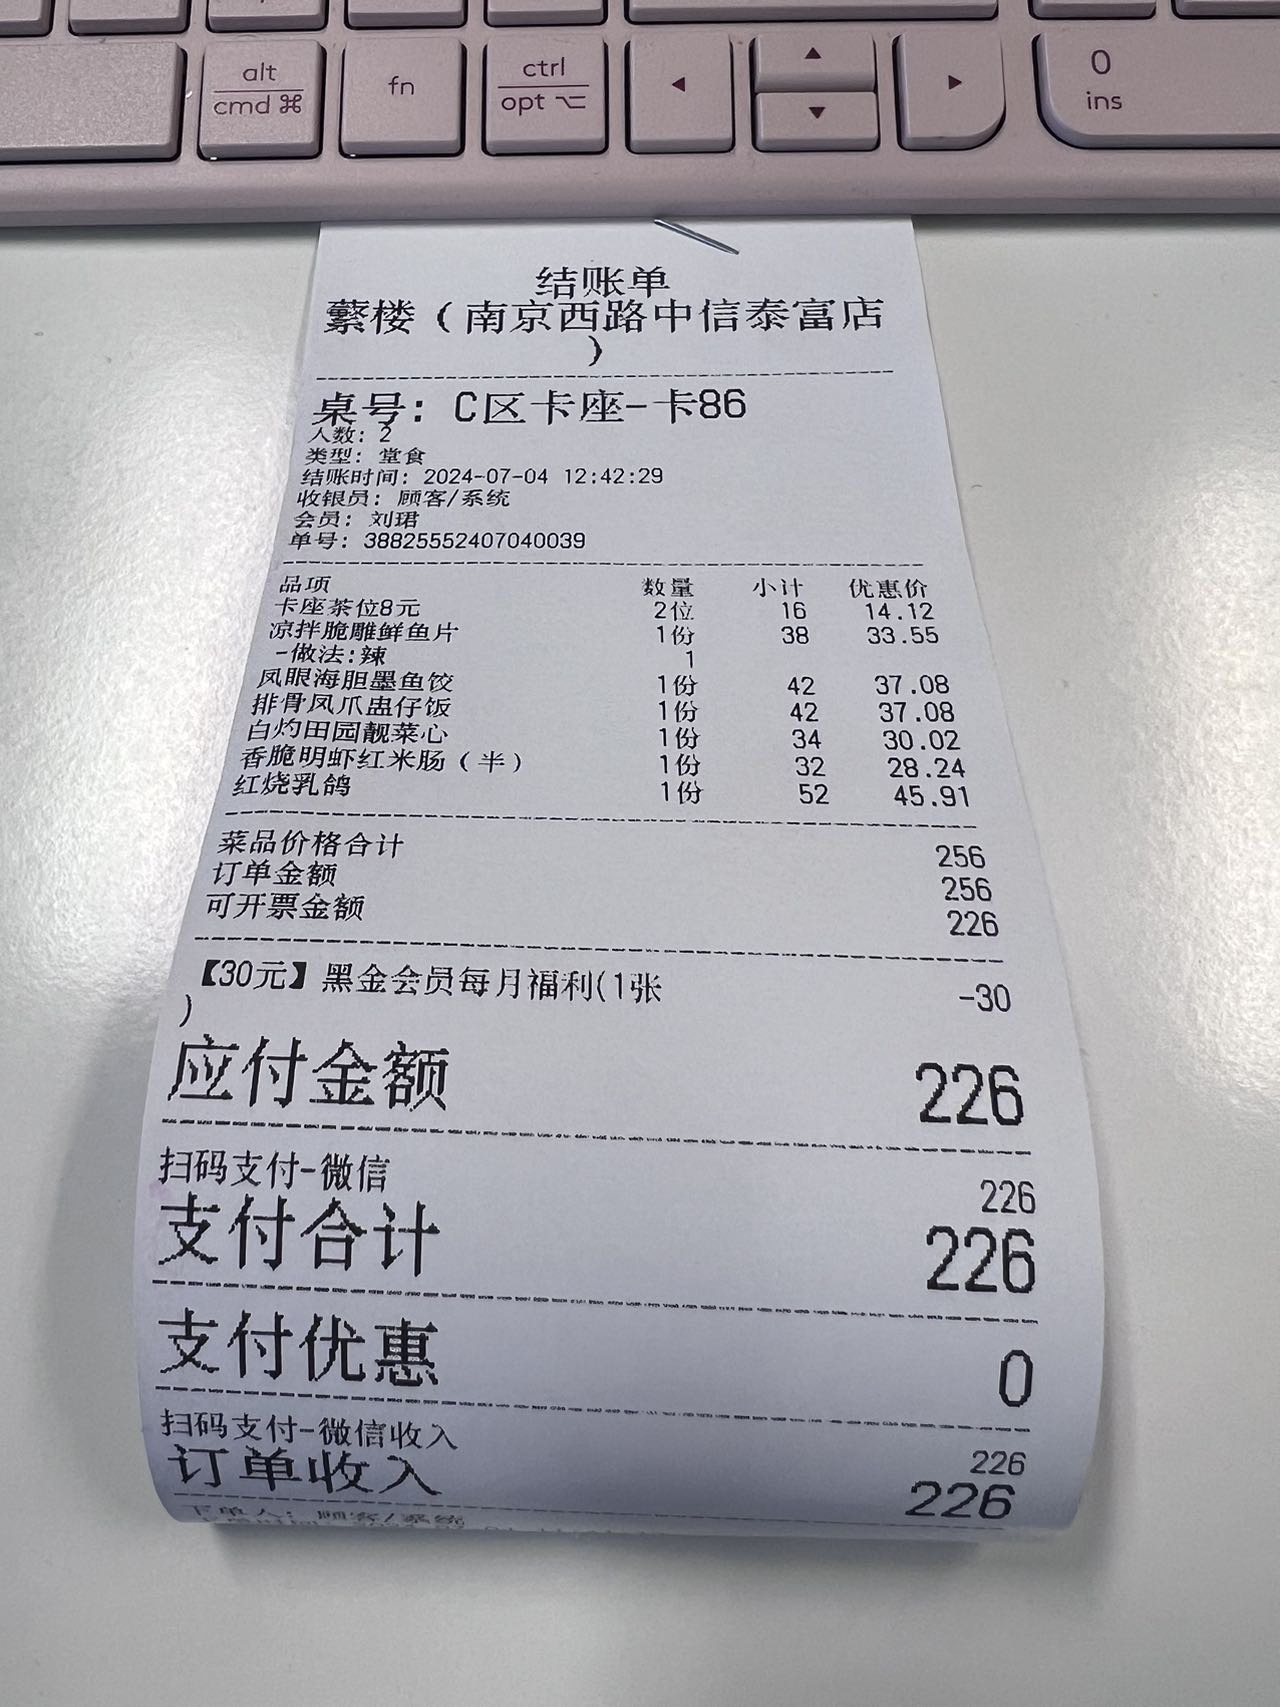 alt
cmd ⌘
fn
ctrl
opt ⌥
◂
▴
▾
▸
0
ins
结账单
蘩楼（南京西路中信泰富店
）
桌号: C区卡座-卡86
人数: 2
类型: 堂食
结账时间: 2024-07-04 12:42:29
收银员: 顾客/系统
会员: 刘珺
单号: 38825552407040039
品项 数量 小计 优惠价
卡座茶位8元 2位 16 14.12
凉拌脆雕鲜鱼片 1份 38 33.55
-做法:辣 1
凤眼海胆墨鱼饺 1份 42 37.08
排骨凤爪盅仔饭 1份 42 37.08
白灼田园靓菜心 1份 34 30.02
香脆明虾红米肠（半） 1份 32 28.24
红烧乳鸽 1份 52 45.91
菜品价格合计 256
订单金额 256
可开票金额 226
【30元】黑金会员每月福利(1张 -30
)
应付金额 226
扫码支付-微信 226
支付合计 226
支付优惠 0
扫码支付-微信收入 226
订单收入 226
下单人: 顾客/系统